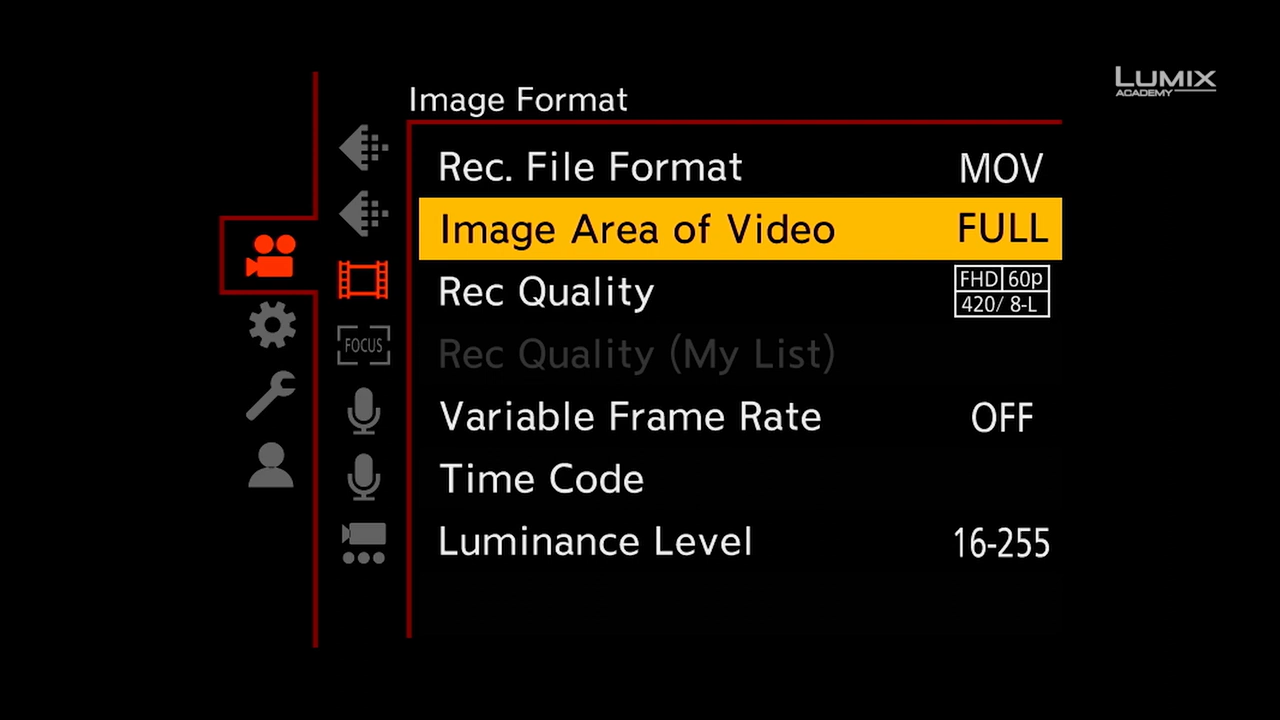 LUMIX
ACADEMY
Image Format
Rec. File Format MOV
Image Area of Video FULL
Rec Quality FHD 60p
420/ 8-L
Rec Quality (My List)
Variable Frame Rate OFF
Time Code
Luminance Level 16-255
FOCUS